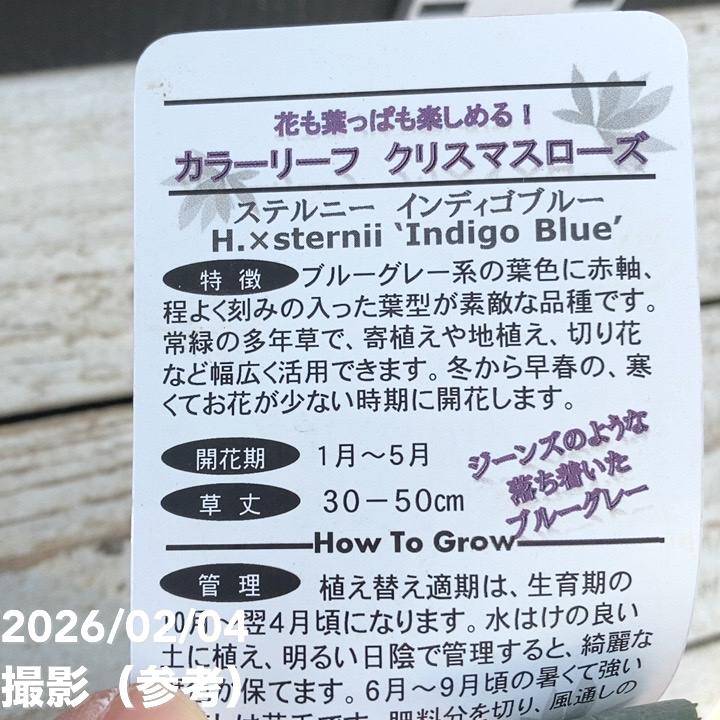 花も葉っぱも楽しめる！
カラーリーフ クリスマスローズ
ステルニー インディゴブルー
H.×sternii ‘Indigo Blue’
特徴 ブルーグレー系の葉色に赤軸、
程よく刻みの入った葉型が素敵な品種です。
常緑の多年草で、寄植えや地植え、切り花
など幅広く活用できます。冬から早春の、寒
くてお花が少ない時期に開花します。
開花期 1月～5月
草丈 30－50cm
ジーンズのような
落ち着いた
ブルーグレー
How To Grow
管理 植え替え適期は、生育期の
10月～翌4月頃になります。水はけの良い
土に植え、明るい日陰で管理すると、綺麗な
が保てます。6月～9月頃の暑くて強い
は苦手です。肥料分を切り、風通しの
2026/02/04
撮影（参考）